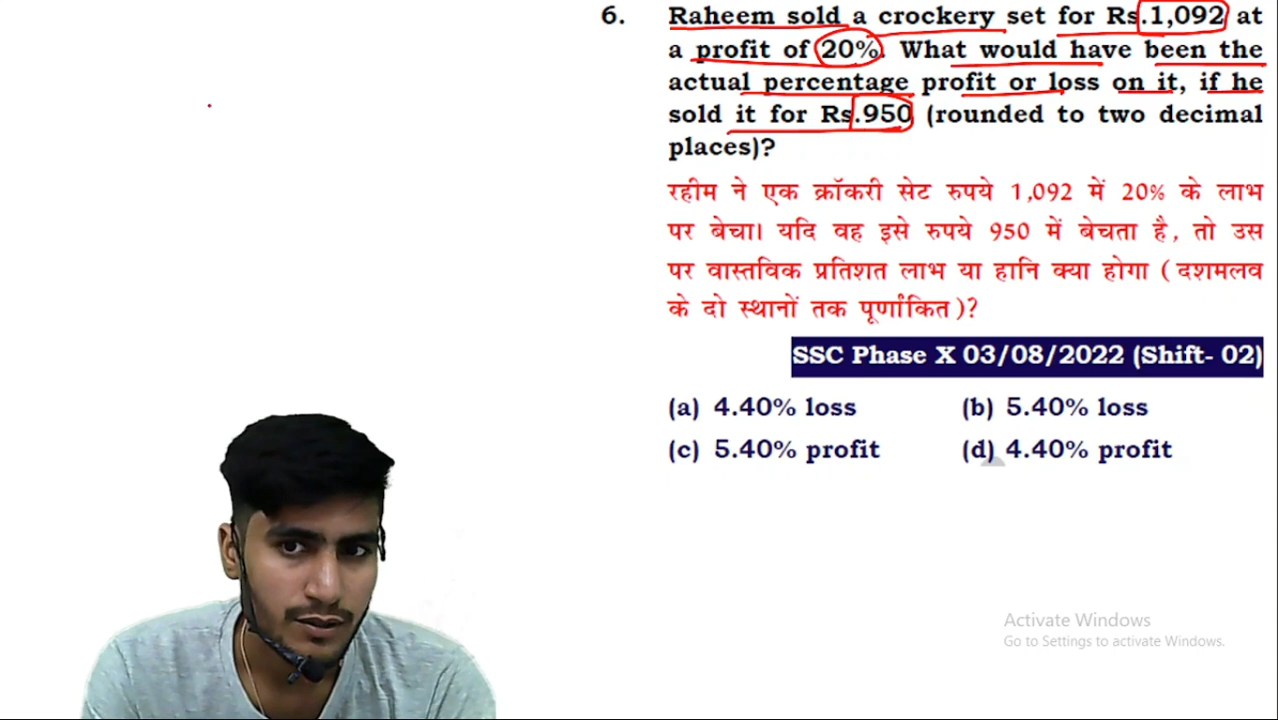 6. Raheem sold a crockery set for Rs.1,092 at
a profit of 20%. What would have been the
actual percentage profit or loss on it, if he
sold it for Rs.950 (rounded to two decimal
places)?
रहीम ने एक क्रॉकरी सेट रुपये 1,092 में 20% के लाभ
पर बेचा। यदि वह इसे रुपये 950 में बेचता है, तो उस
पर वास्तविक प्रतिशत लाभ या हानि क्या होगा (दशमलव
के दो स्थानों तक पूर्णांकित)?
SSC Phase X 03/08/2022 (Shift- 02)
(a) 4.40% loss (b) 5.40% loss
(c) 5.40% profit (d) 4.40% profit
Activate Windows
Go to Settings to activate Windows.